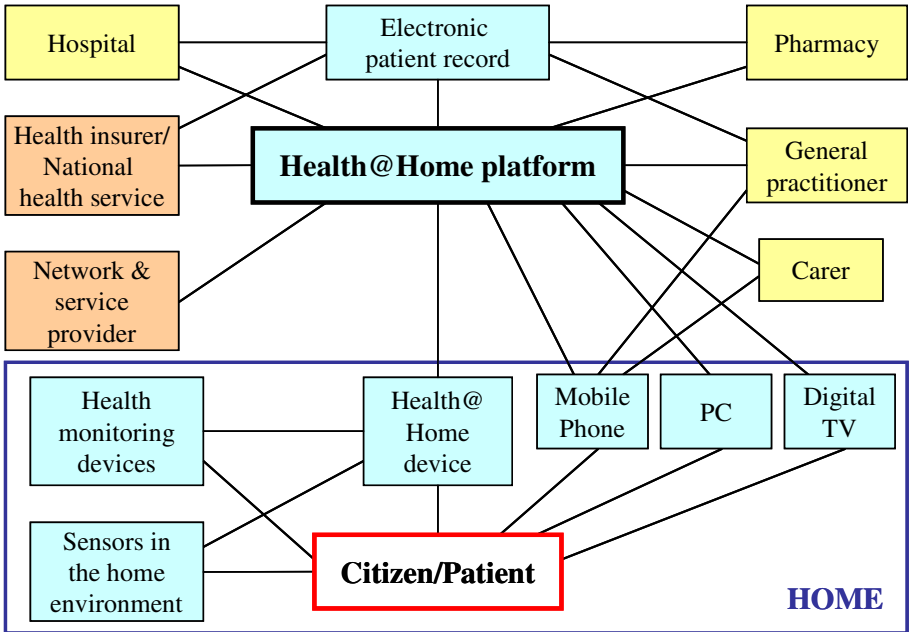 Hospital
Electronic
patient record
Pharmacy
Health insurer/
National
health service
Health@Home platform
General
practitioner
Network &
service
provider
Carer
Health
monitoring
devices
Health@
Home
device
Mobile
Phone
PC
Digital
TV
Sensors in
the home
environment
Citizen/Patient
HOME